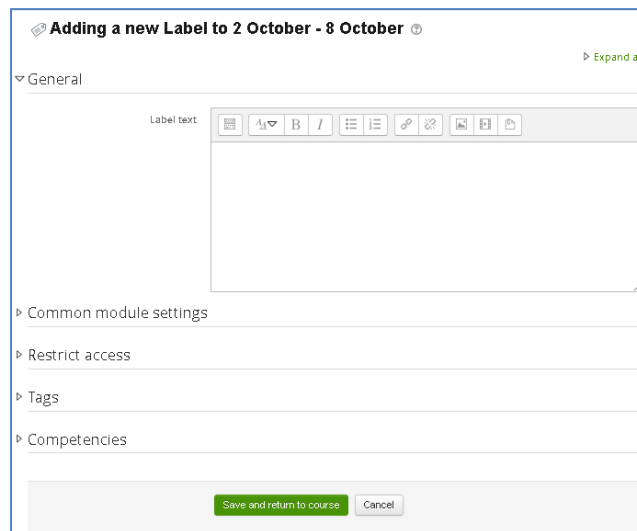 Adding a new Label to 2 October - 8 October
Expand a
General
Label text
B I
Common module settings
Restrict access
Tags
Competencies
Save and return to course Cancel